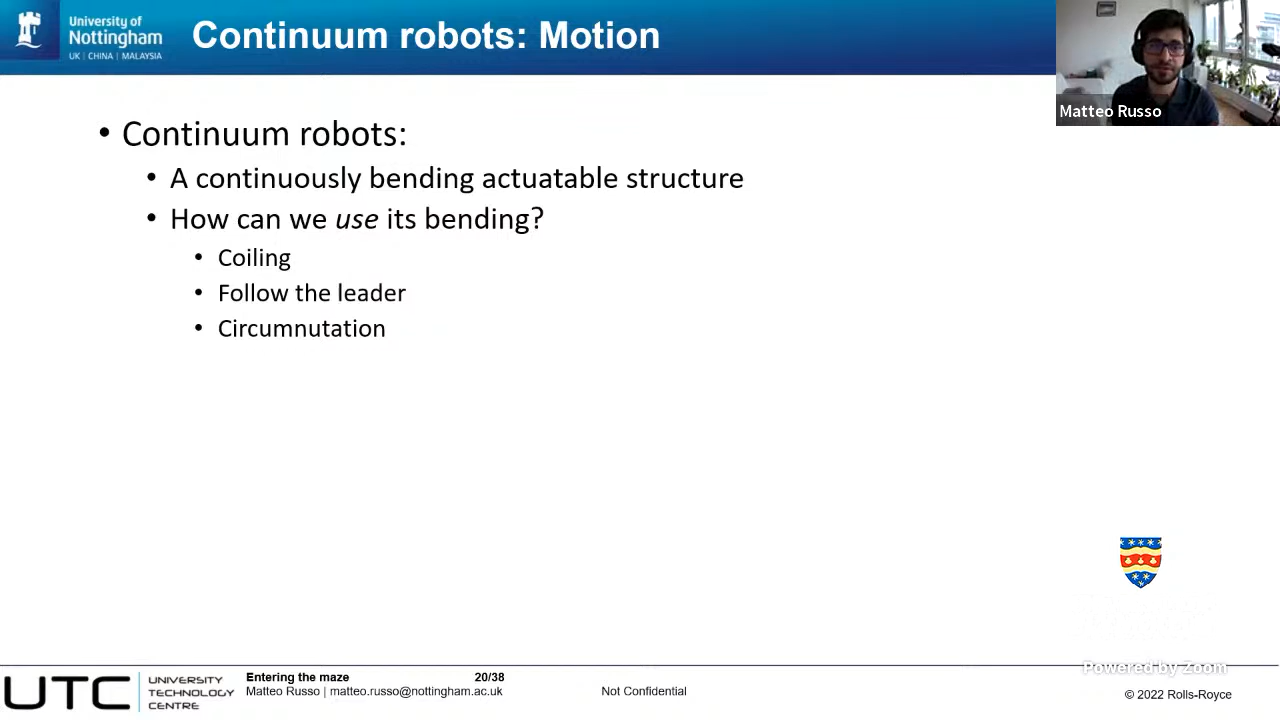 University of
Nottingham
UK | CHINA | MALAYSIA
Continuum robots: Motion
Matteo Russo
• Continuum robots:
• A continuously bending actuatable structure
• How can we use its bending?
• Coiling
• Follow the leader
• Circumnutation
Powered by Zoom
UTC
UNIVERSITY
TECHNOLOGY
CENTRE
Entering the maze 20/38
Matteo Russo | matteo.russo@nottingham.ac.uk
Not Confidential
© 2022 Rolls-Royce